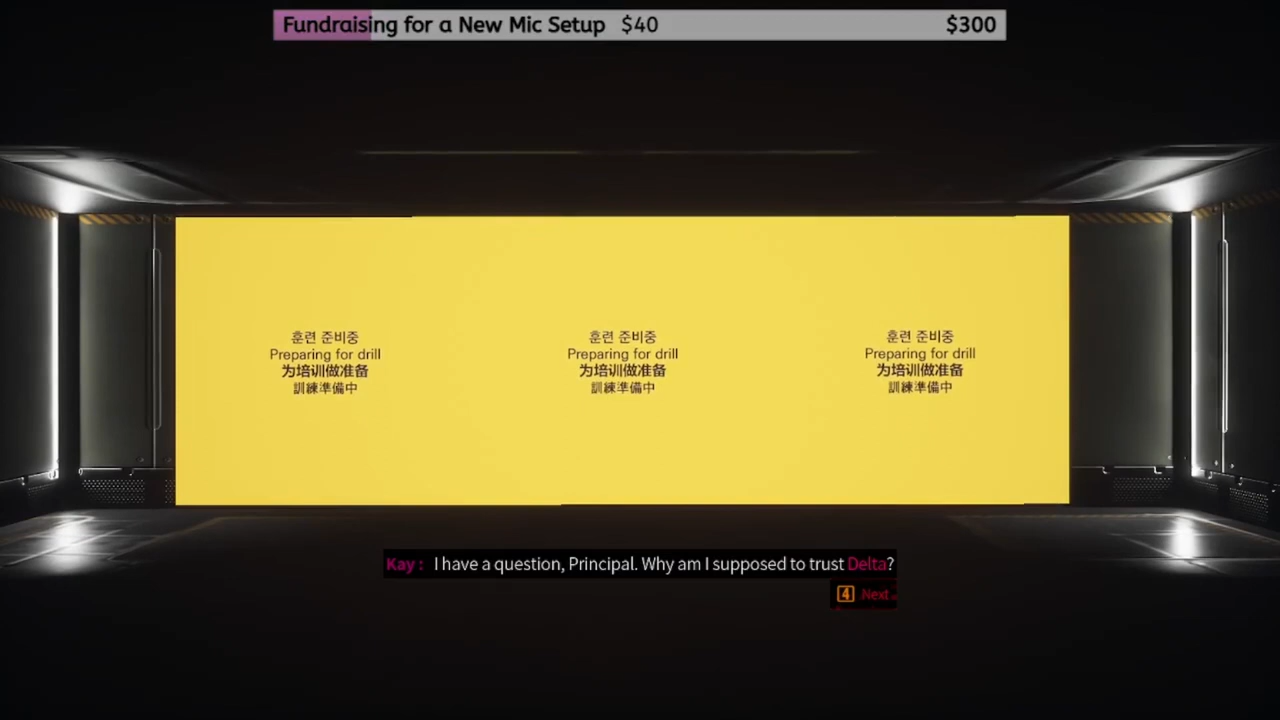 Fundraising for a New Mic Setup $40 $300
훈련 준비중
Preparing for drill
为培训做准备
訓練準備中
훈련 준비중
Preparing for drill
为培训做准备
訓練準備中
훈련 준비중
Preparing for drill
为培训做准备
訓練準備中
Kay : I have a question, Principal. Why am I supposed to trust Delta?
4 Next